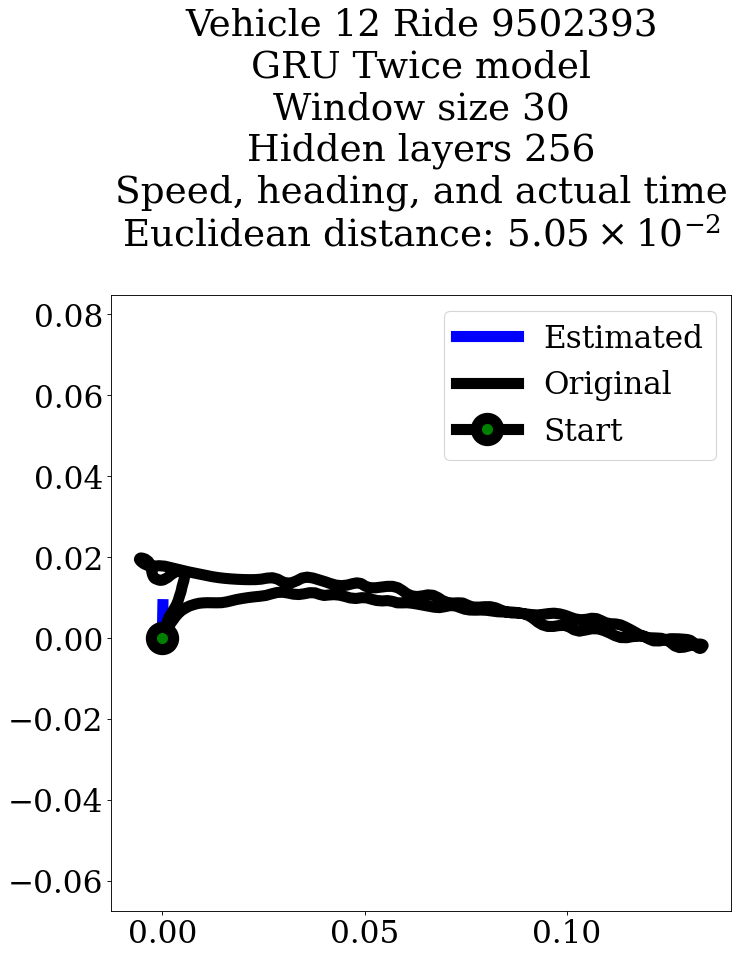 Vehicle 12 Ride 9502393
GRU Twice model
Window size 30
Hidden layers 256
Speed, heading, and actual time
Euclidean distance: 5.05 × 10⁻²
Estimated
Original
Start
0.08
0.06
0.04
0.02
0.00
−0.02
−0.04
−0.06
0.00 0.05 0.10